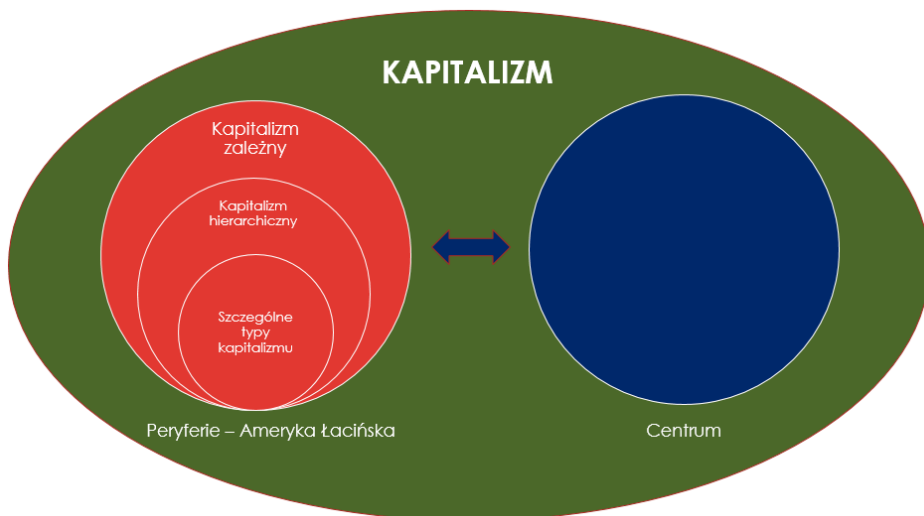 KAPITALIZM
Kapitalizm
zależny
Kapitalizm
hierarchiczny
Szczególne
typy
kapitalizmu
Peryferie – Ameryka Łacińska
Centrum